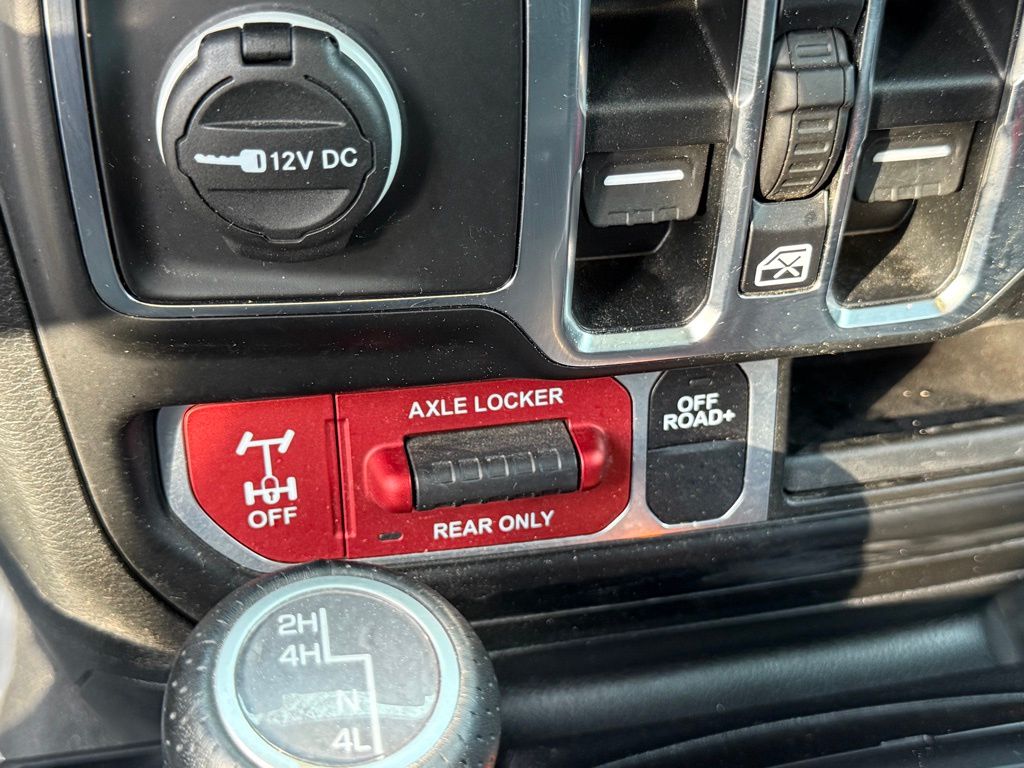 12V DC
AXLE LOCKER
OFF
ROAD+
OFF
REAR ONLY
2H
4H
N
4L